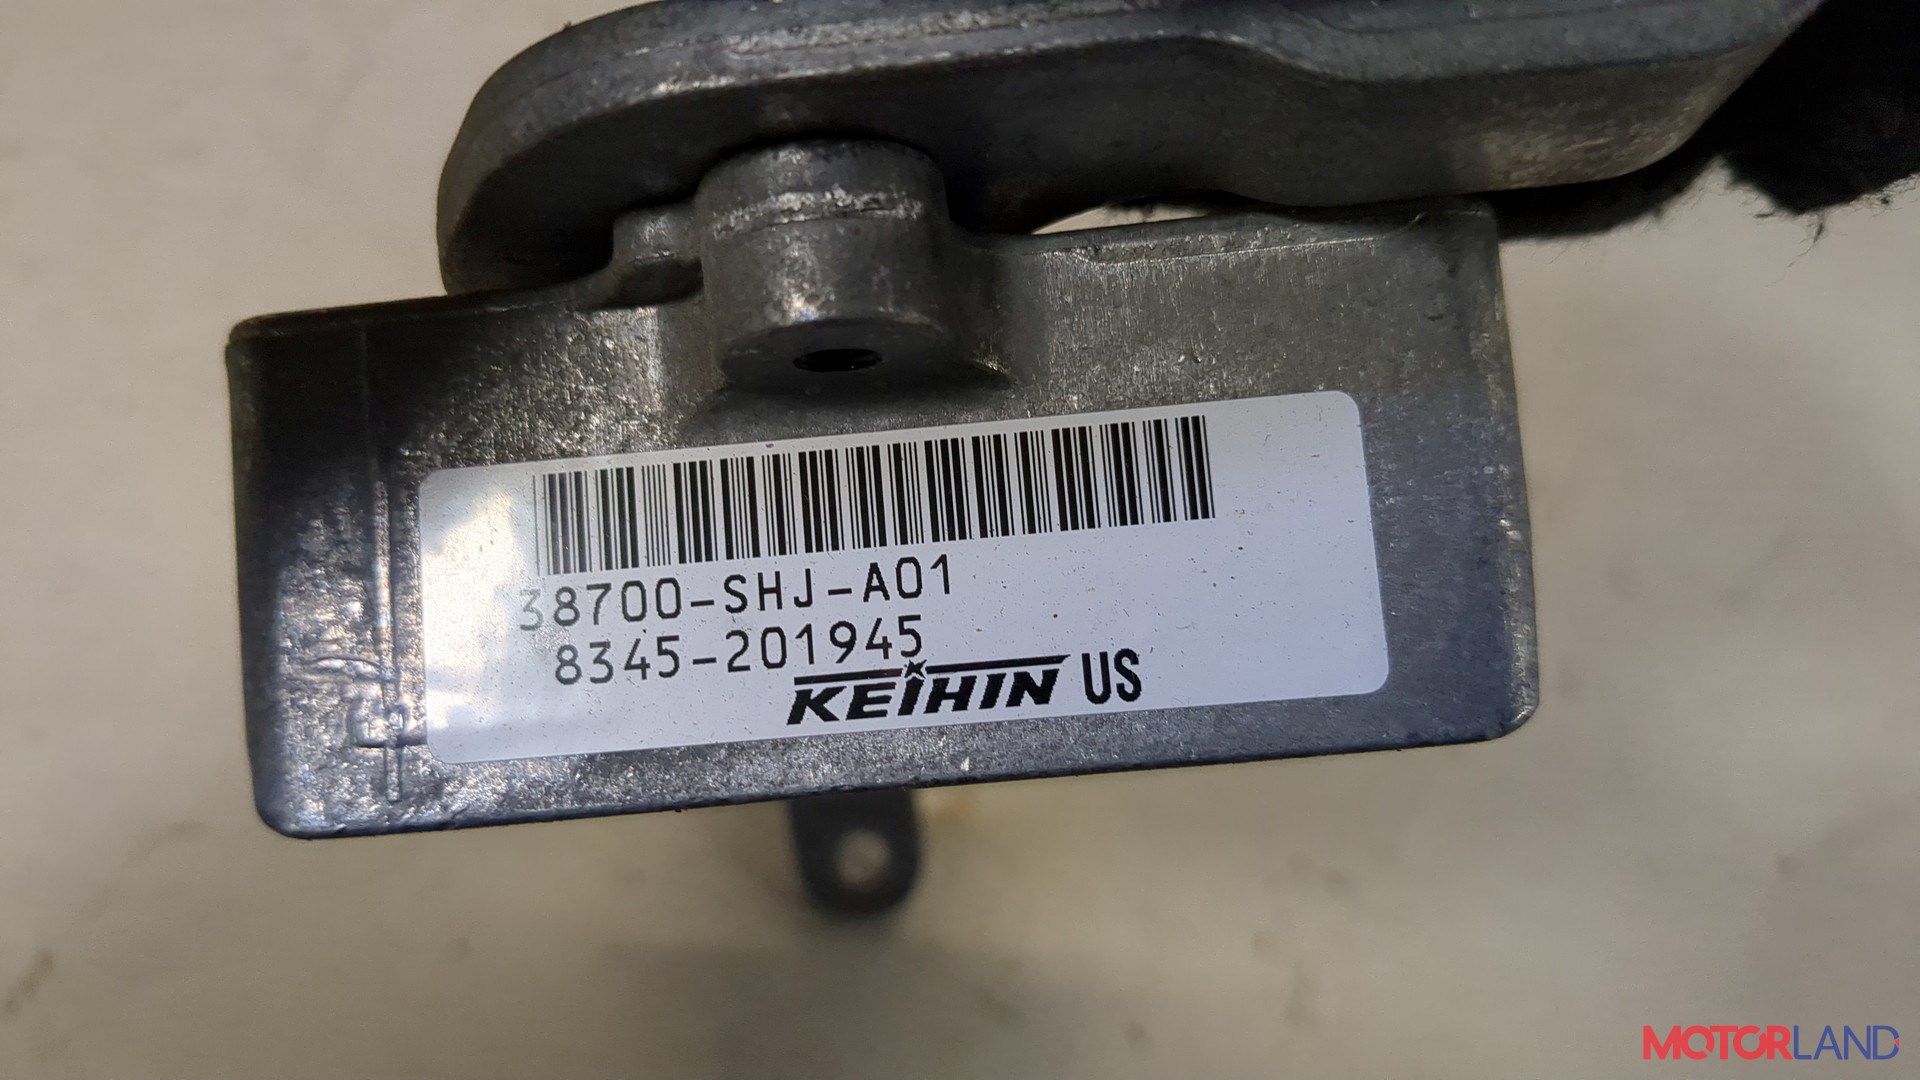 38700-SHJ-A01
8345-201945
KEIHIN US
MOTORLAND